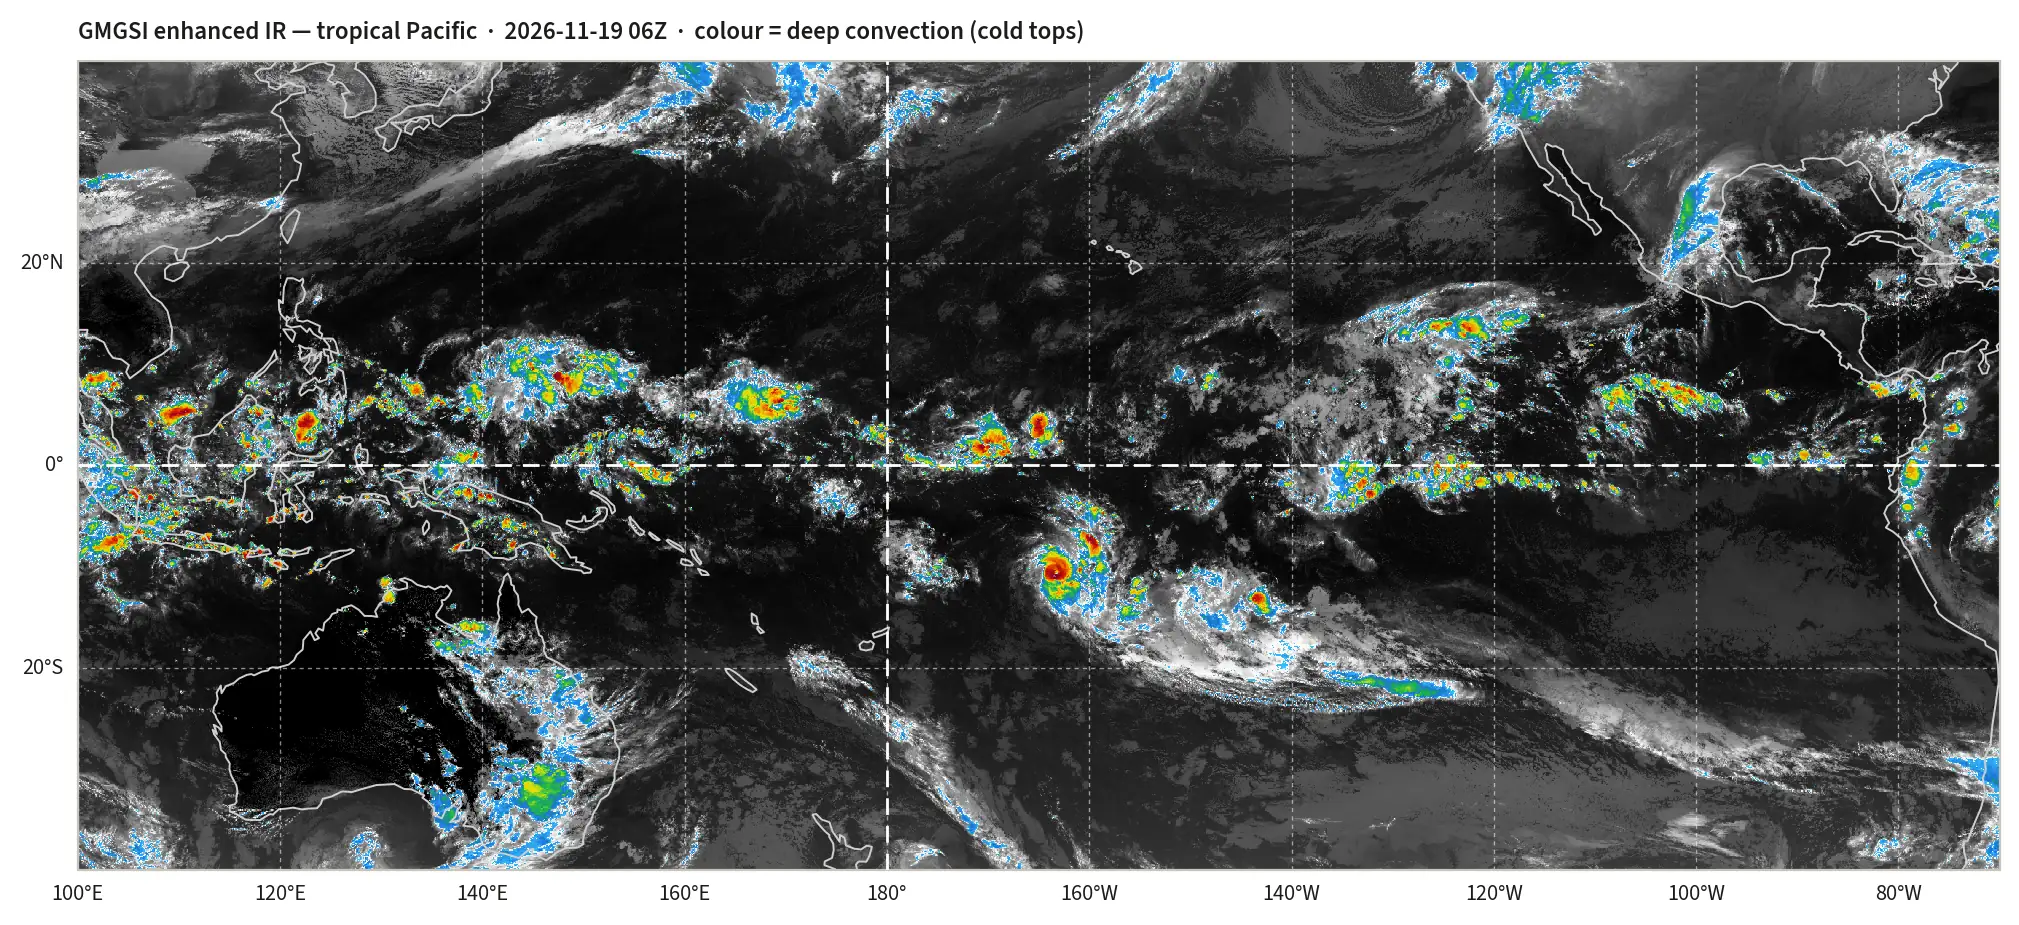 GMGSI enhanced IR — tropical Pacific · 2026-11-19 06Z · colour = deep convection (cold tops)
20°N
0°
20°S
100°E 120°E 140°E 160°E 180° 160°W 140°W 120°W 100°W 80°W